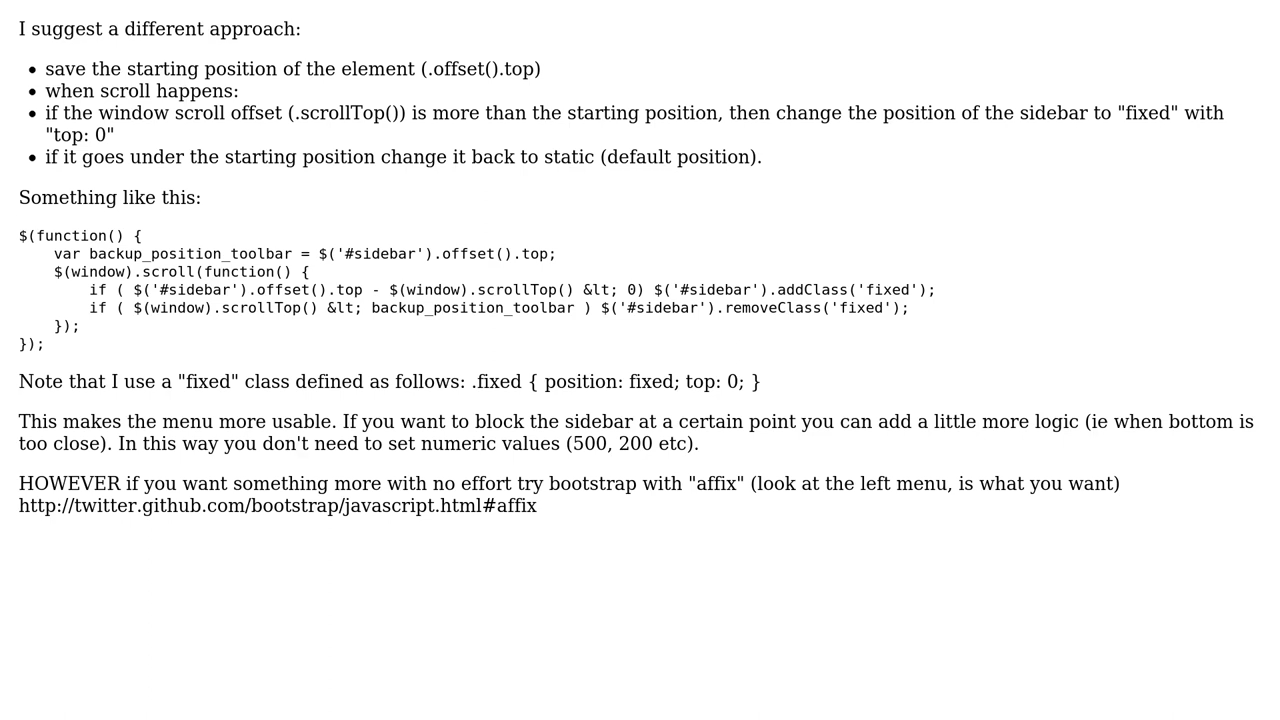 I suggest a different approach:
• save the starting position of the element (.offset().top)
• when scroll happens:
• if the window scroll offset (.scrollTop()) is more than the starting position, then change the position of the sidebar to "fixed" with
"top: 0"
• if it goes under the starting position change it back to static (default position).
Something like this:
$(function() {
    var backup_position_toolbar = $('#sidebar').offset().top;
    $(window).scroll(function() {
        if ( $('#sidebar').offset().top - $(window).scrollTop() &lt; 0) $('#sidebar').addClass('fixed');
        if ( $(window).scrollTop() &lt; backup_position_toolbar ) $('#sidebar').removeClass('fixed');
    });
});
Note that I use a "fixed" class defined as follows: .fixed { position: fixed; top: 0; }
This makes the menu more usable. If you want to block the sidebar at a certain point you can add a little more logic (ie when bottom is
too close). In this way you don't need to set numeric values (500, 200 etc).
HOWEVER if you want something more with no effort try bootstrap with "affix" (look at the left menu, is what you want)
http://twitter.github.com/bootstrap/javascript.html#affix